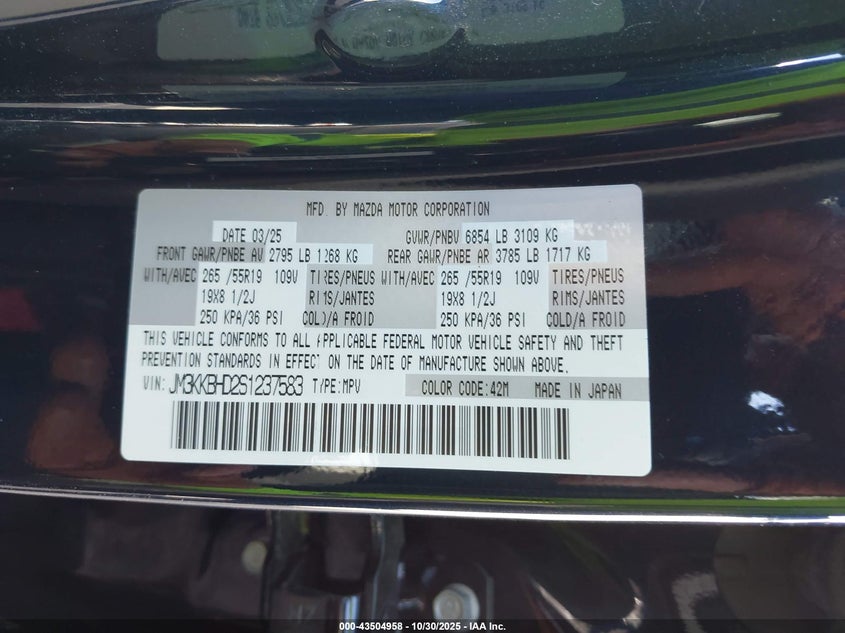 MFD. BY MAZDA MOTOR CORPORATION
DATE 03/25 GVWR/PNBV 6854 LB 3109 KG
FRONT GAWR/PNBE AV 2795 LB 1268 KG REAR GAWR/PNBE AR 3785 LB 1717 KG
WITH/AVEC 265 /55R19 109V TIRES/PNEUS WITH/AVEC 265 /55R19 109V TIRES/PNEUS
19X8 1/2J RIMS/JANTES 19X8 1/2J RIMS/JANTES
250 KPA/36 PSI COLD/A FROID 250 KPA/36 PSI COLD/A FROID
THIS VEHICLE CONFORMS TO ALL APPLICABLE FEDERAL MOTOR VEHICLE SAFETY AND THEFT
PREVENTION STANDARDS IN EFFECT ON THE DATE OF MANUFACTURE SHOWN ABOVE.
VIN: JM3KKBHD2S1237583 TYPE:MPV COLOR CODE:42M MADE IN JAPAN
000-43504958 - 10/30/2025 - IAA Inc.